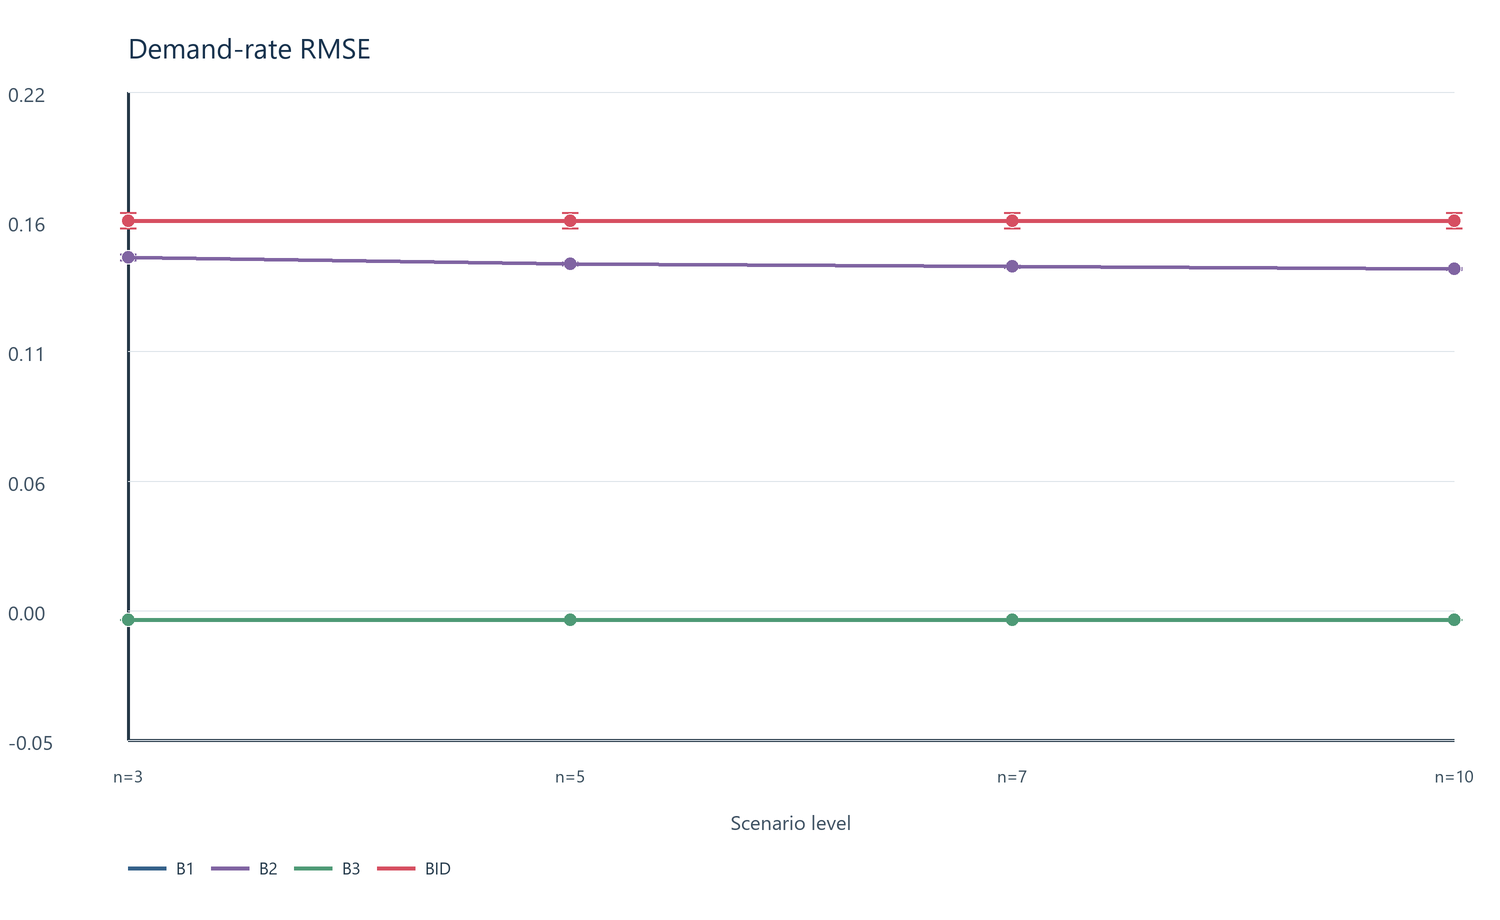 Demand-rate RMSE
0.22
0.16
0.11
0.06
0.00
-0.05
n=3 n=5 n=7 n=10
Scenario level
B1 B2 B3 BID